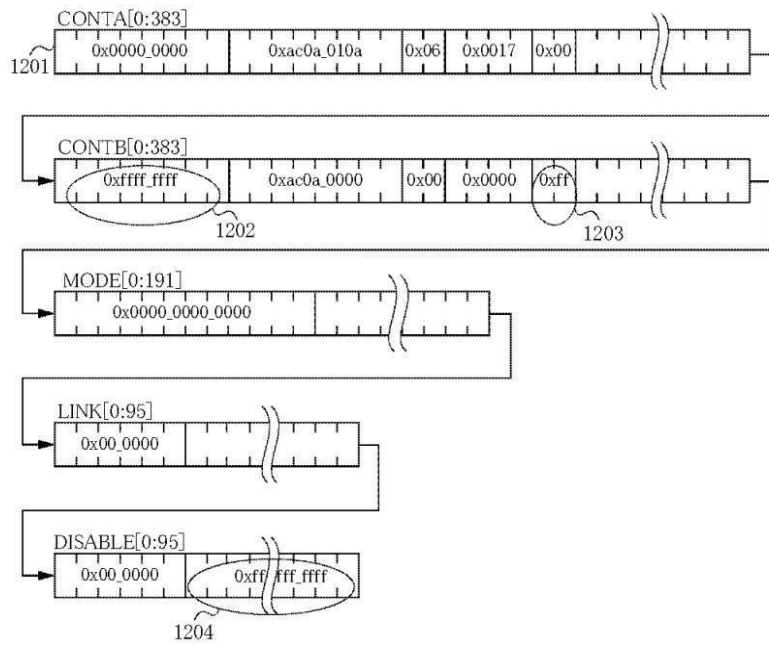 CONTA[0:383]
1201
0x0000_0000 0xac0a_010a 0x06 0x0017 0x00
CONTB[0:383]
0xffff_ffff 0xac0a_0000 0x00 0x0000 0xff
1202 1203
MODE[0:191]
0x0000_0000_0000
LINK[0:95]
0x00_0000
DISABLE[0:95]
0x00_0000 0xff fff_ffff
1204